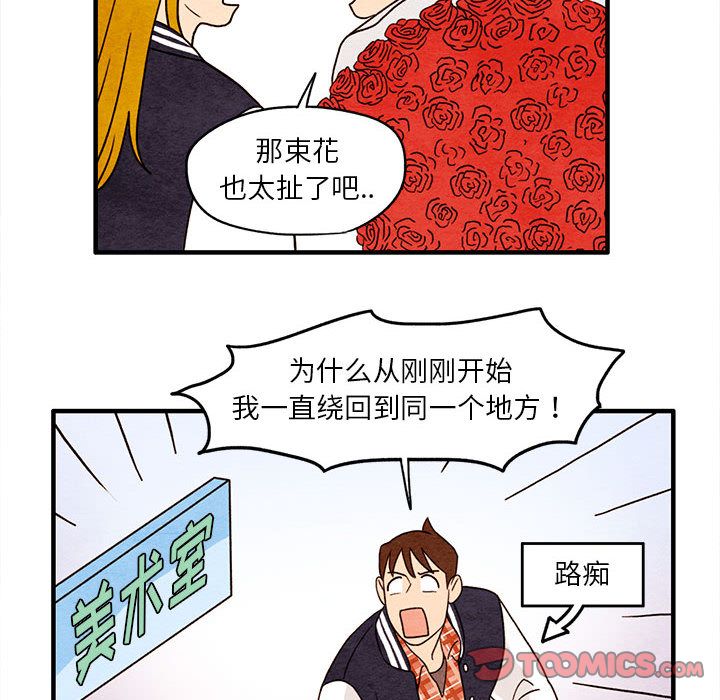 那束花
也太扯了吧..
为什么从刚刚开始
我一直绕回到同一个地方！
美术室
路痴
TOOMICS.COM